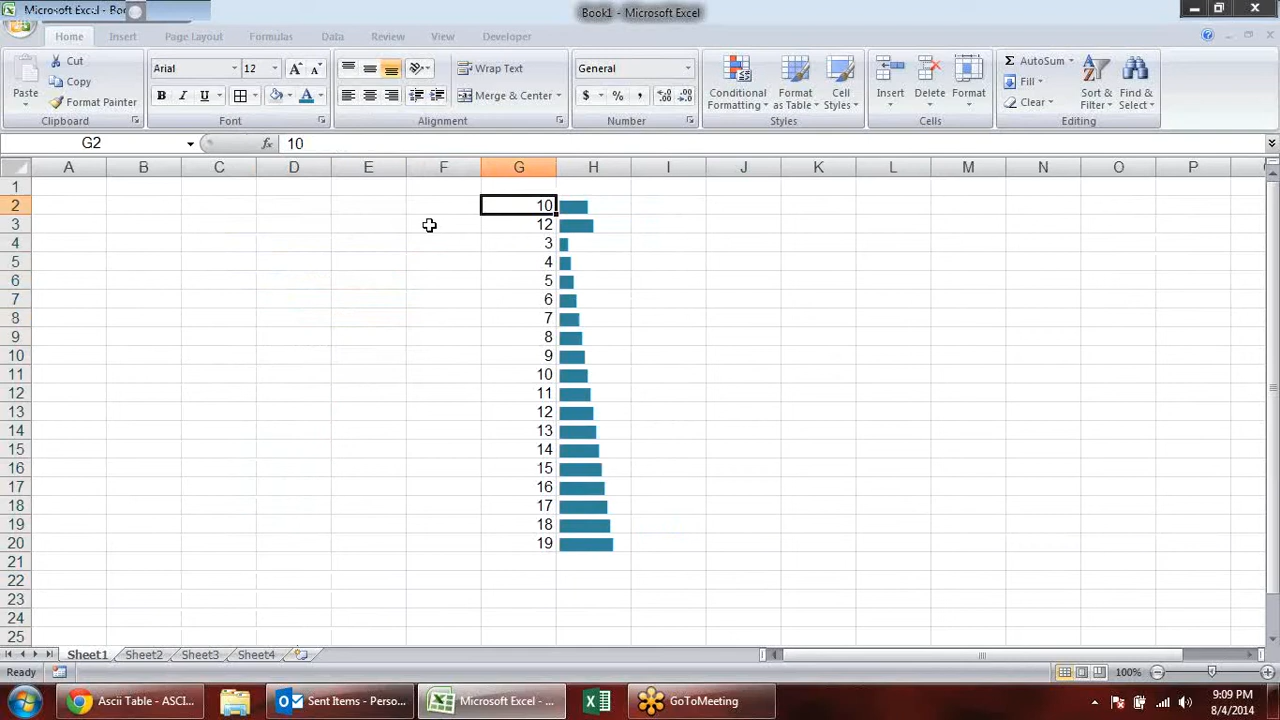 Microsoft Excel - Bo
Book1 - Microsoft Excel
Home Insert Page Layout Formulas Data Review View Developer
Paste Cut Copy Format Painter
Arial 12
B I U
Wrap Text
Merge & Center
General
$ % ,
Conditional Formatting
Format as Table
Cell Styles
Insert Delete Format
Σ AutoSum
Fill
Clear
Sort & Filter
Find & Select
Clipboard Font Alignment Number Styles Cells Editing
G2 fx 10
A B C D E F G H I J K L M N O P
1
2 10
3 12
4 3
5 4
6 5
7 6
8 7
9 8
10 9
11 10
12 11
13 12
14 13
15 14
16 15
17 16
18 17
19 18
20 19
21
22
23
24
25
Sheet1 Sheet2 Sheet3 Sheet4
Ready 100%
Ascii Table - ASCI... Sent Items - Perso... Microsoft Excel - ... GoToMeeting
9:09 PM
8/4/2014